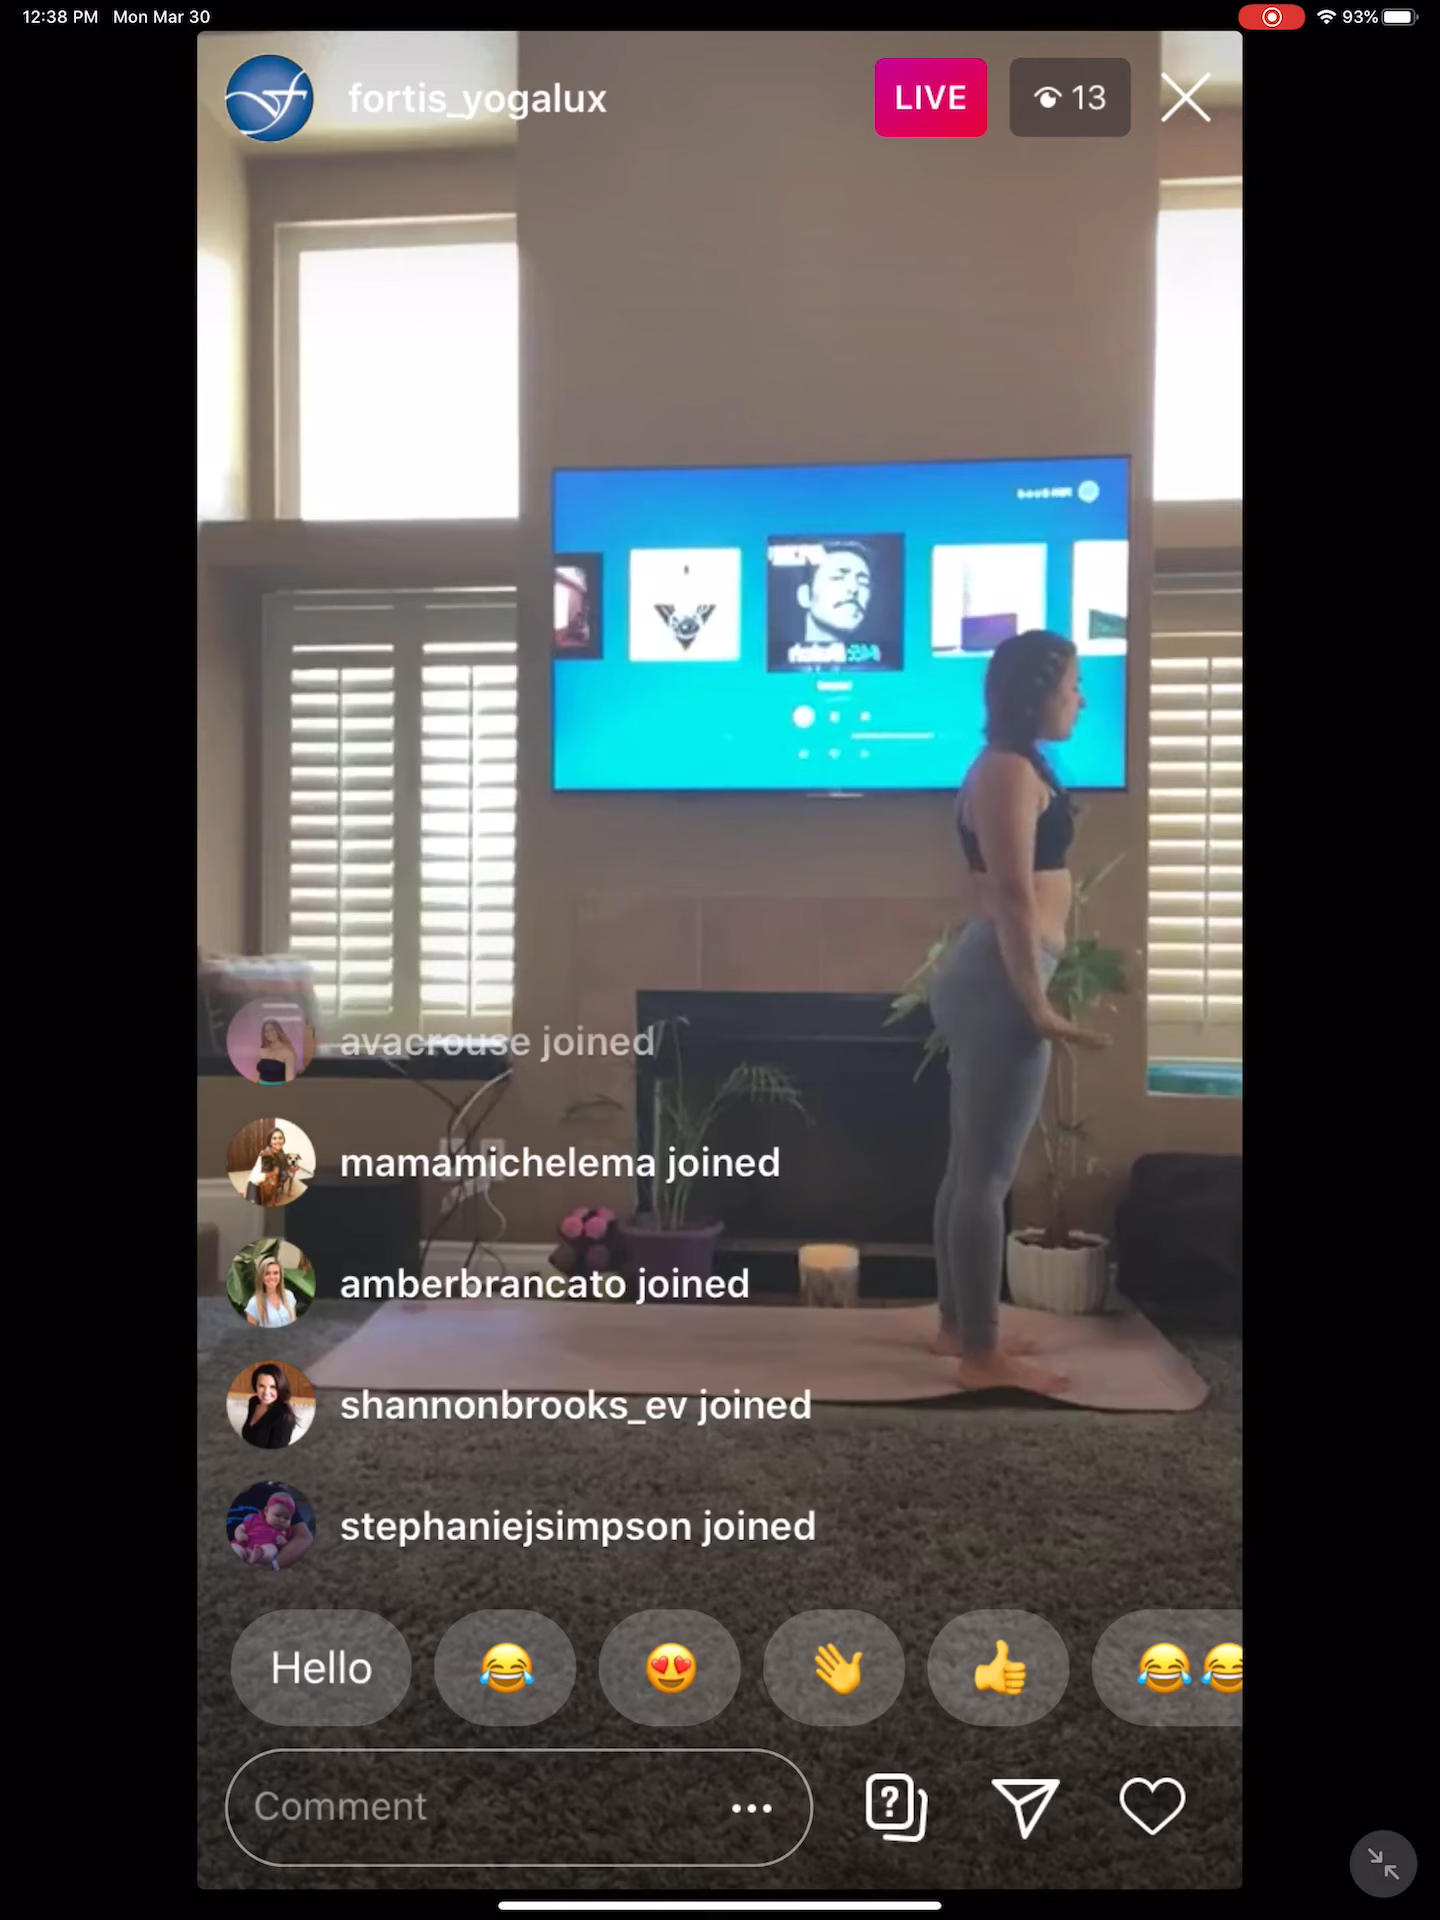 12:38 PM Mon Mar 30
93%
fortis_yogalux
LIVE
13
avacrouse joined
mamamichelema joined
amberbrancato joined
shannonbrooks_ev joined
stephaniejsimpson joined
Hello
Comment